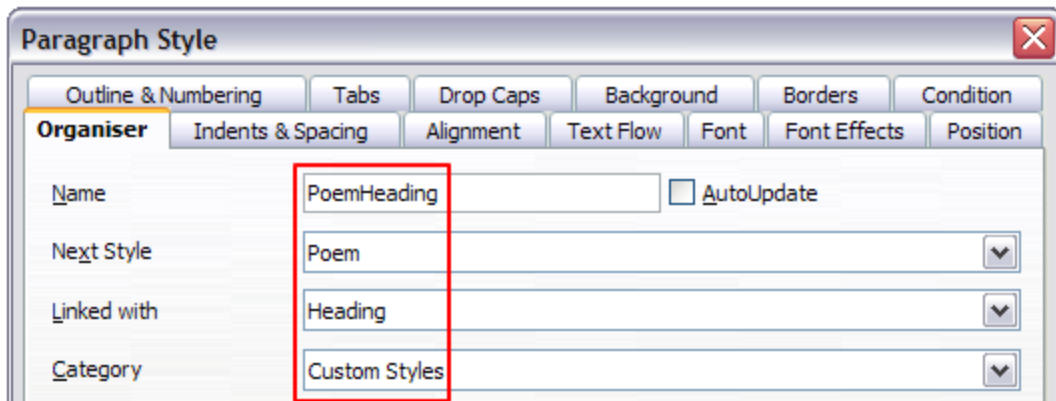 Paragraph Style
Outline & Numbering Tabs Drop Caps Background Borders Condition
Organiser Indents & Spacing Alignment Text Flow Font Font Effects Position
Name PoemHeading AutoUpdate
Next Style Poem
Linked with Heading
Category Custom Styles